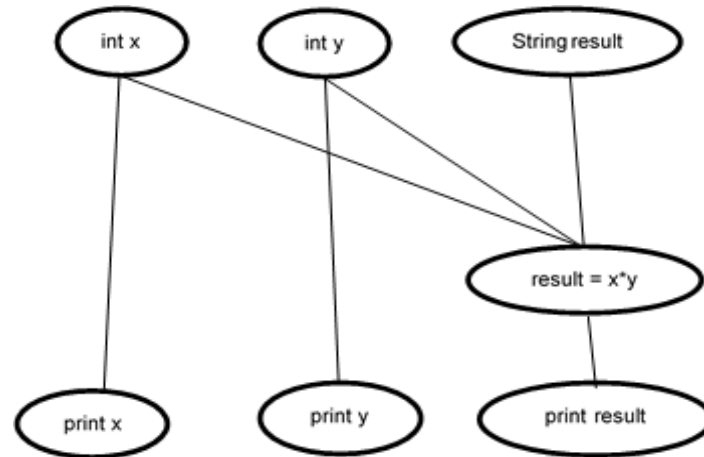 int x
int y
String result
result = x*y
print x
print y
print result